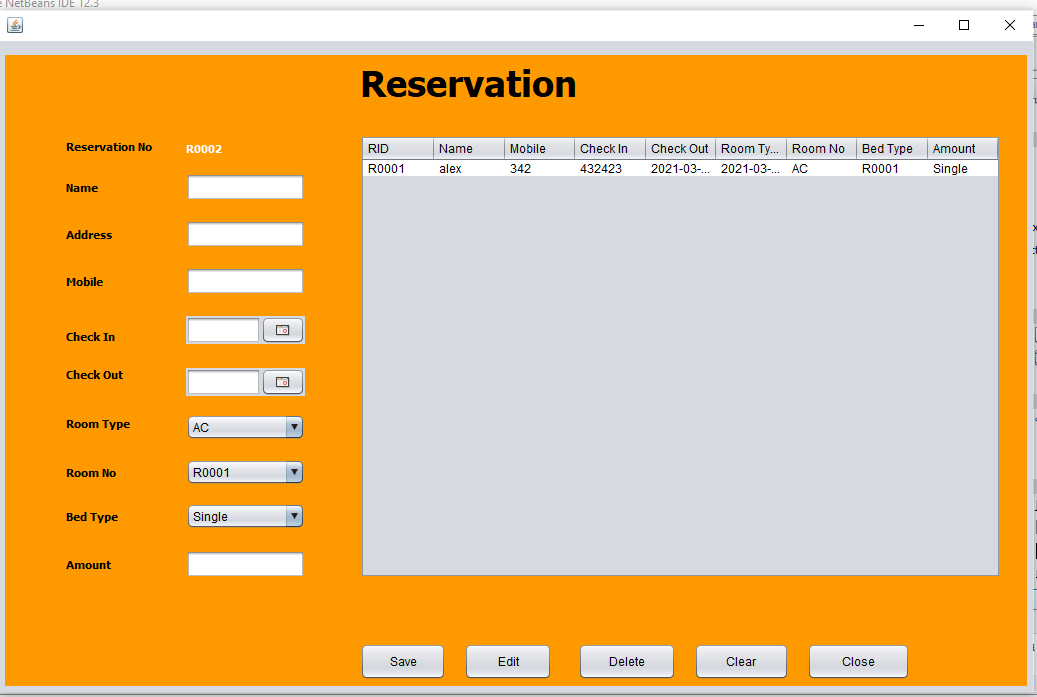 e NetBeans IDE 12.3
Reservation
Reservation No R0002
Name
Address
Mobile
Check In
Check Out
Room Type AC
Room No R0001
Bed Type Single
Amount
RID Name Mobile Check In Check Out Room Ty... Room No Bed Type Amount
R0001 alex 342 432423 2021-03-... 2021-03-... AC R0001 Single
Save Edit Delete Clear Close